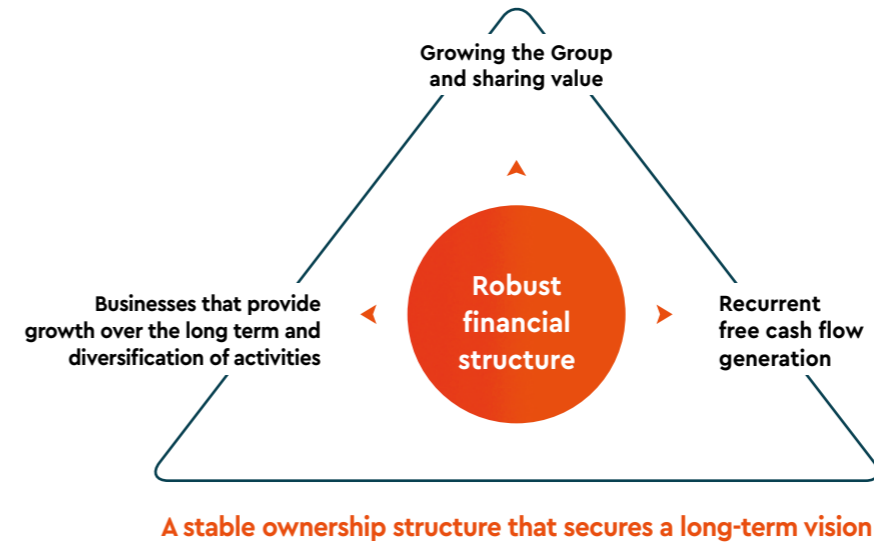 Growing the Group
and sharing value
Businesses that provide
growth over the long term and
diversification of activities
Robust
financial
structure
Recurrent
free cash flow
generation
A stable ownership structure that secures a long-term vision